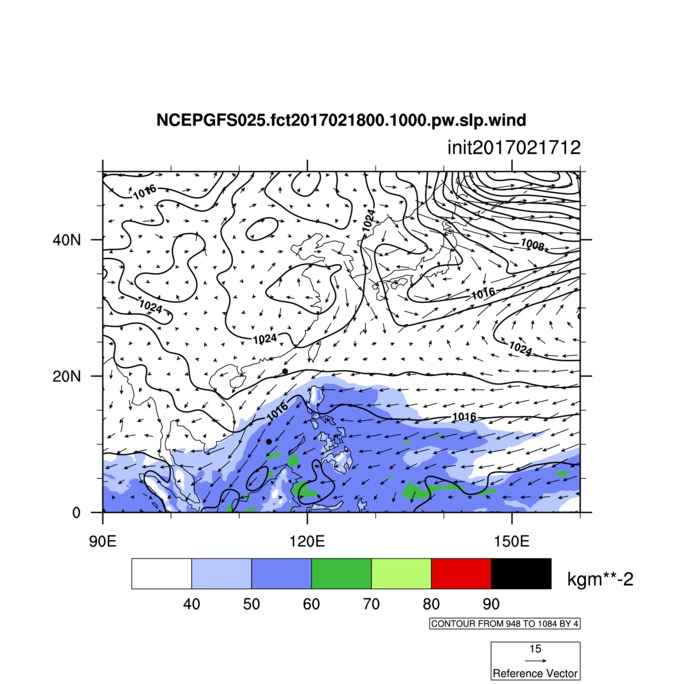 NCEPGFS025.fct2017021800.1000.pw.slp.wind
init2017021712
1016
1024
40N
1008
1016
1024
1024
1024
20N
1016
1016
0
90E
120E
150E
kgm**-2
40
50
60
70
80
90
CONTOUR FROM 948 TO 1084 BY 4
15
Reference Vector